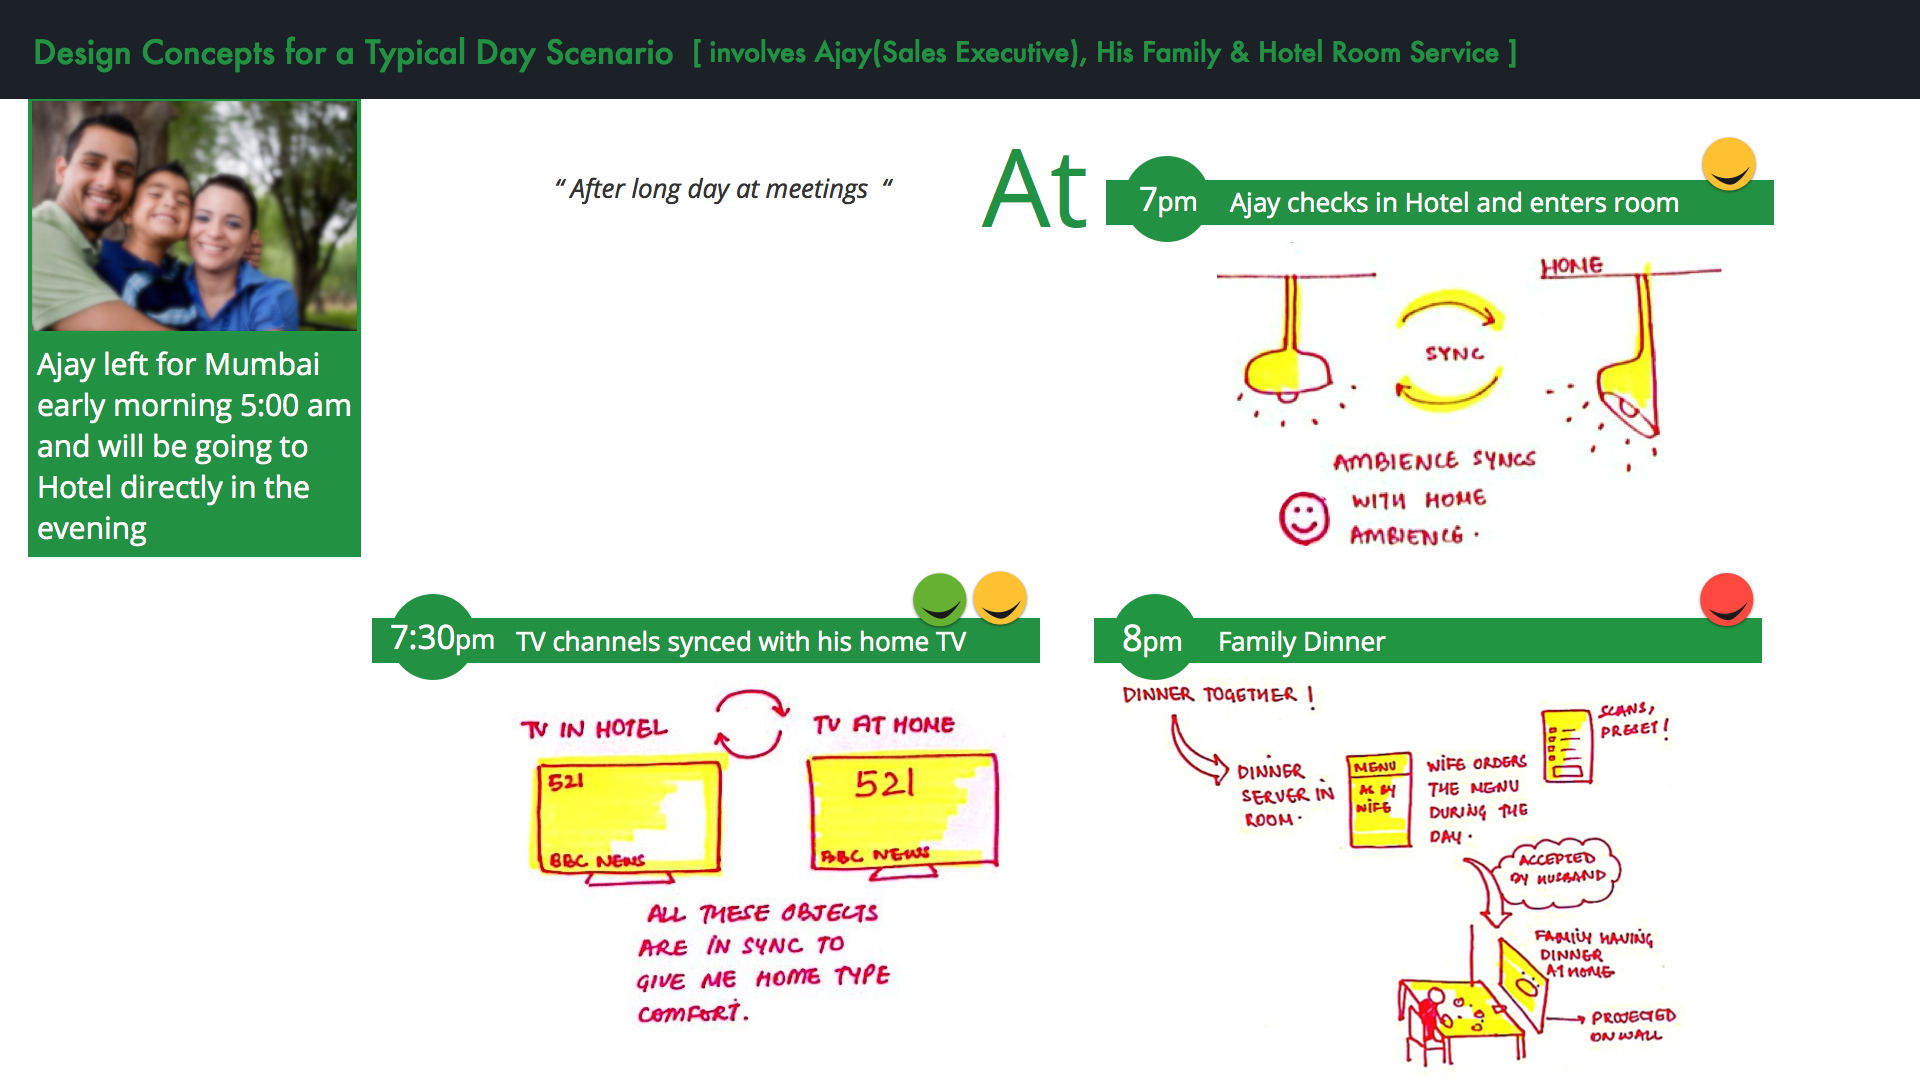 Design Concepts for a Typical Day Scenario [ involves Ajay(Sales Executive), His Family & Hotel Room Service ]
Ajay left for Mumbai
early morning 5:00 am
and will be going to
Hotel directly in the
evening
“ After long day at meetings “
At
7pm Ajay checks in Hotel and enters room
HOME
SYNC
AMBIENCE SYNCS
WITH HOME
AMBIENCE.
7:30pm TV channels synced with his home TV
TV IN HOTEL
TV AT HOME
521
BBC NEWS
521
BBC NEWS
ALL THESE OBJECTS
ARE IN SYNC TO
GIVE ME HOME TYPE
COMFORT.
8pm Family Dinner
DINNER TOGETHER !
DINNER
SERVER IN
ROOM.
MENU
AS BY
WIFE
WIFE ORDERS
THE MENU
DURING THE
DAY.
SCANS,
PRESET!
ACCEPTED
BY HUSBAND
FAMILY HAVING
DINNER
AT HOME
PROJECTED
ON WALL